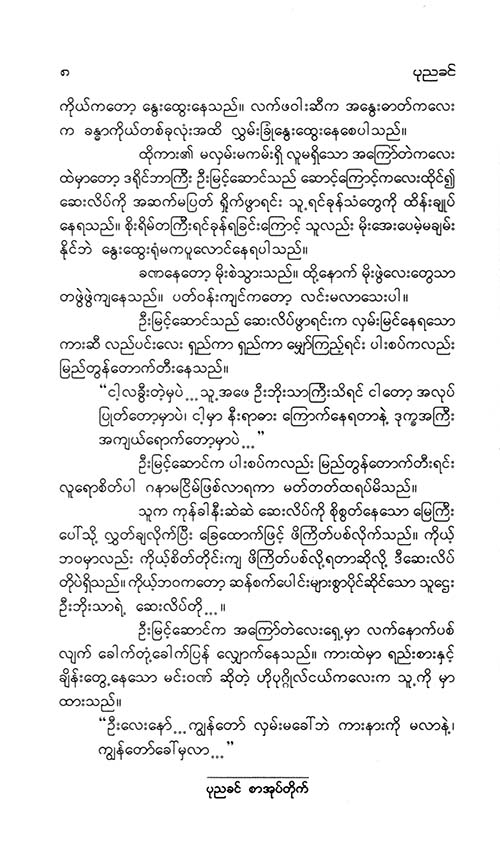 ၈ ပုညခင်
ကိုယ်ကတော့ နွေးထွေးနေသည်။ လက်ဖဝါးဆီက အနွေးဓာတ်ကလေး
က ခန္ဓာကိုယ်တစ်ခုလုံးအထိ လွှမ်းခြုံနွေးထွေးနေစေပါသည်။
ထိုကား၏ မလှမ်းမကမ်းရှိ လူမရှိသော အကြော်တဲကလေး
ထဲမှာတော့ ဒရိုင်ဘာကြီး ဦးမြင့်ဆောင်သည် ဆောင့်ကြောင့်ကလေးထိုင်၍
ဆေးလိပ်ကို အဆက်မပြတ် ရှိုက်ဖွာရင်း သူ့ရင်ခုန်သံတွေကို ထိန်းချုပ်
နေရသည်။ စိုးရိမ်တကြီးရင်ခုန်ရခြင်းကြောင့် သူလည်း မိုးအေးပေမဲ့မချမ်း
နိုင်ဘဲ နွေးထွေးရုံမကပူလောင်နေရပါသည်။
ခဏနေတော့ မိုးစဲသွားသည်။ ထို့နောက် မိုးဖွဲလေးတွေသာ
တဖွဲဖွဲကျနေသည်။ ပတ်ဝန်းကျင်ကတော့ လင်းမလာသေးပါ။
ဦးမြင့်ဆောင်သည် ဆေးလိပ်ဖွာရင်းက လှမ်းမြင်နေရသော
ကားဆီ လည်ပင်းလေး ရှည်ကာ ရှည်ကာ မျှော်ကြည့်ရင်း ပါးစပ်ကလည်း
မြည်တွန်တောက်တီးနေသည်။
“ငါ့လခွီးတဲ့မှပဲ...သူ့အဖေ ဦးဘိုးသာကြီးသိရင် ငါတော့ အလုပ်
ပြုတ်တော့မှာပဲ၊ ငါ့မှာ နီးရာဓား ကြောက်နေရတာနဲ့ ဒုက္ခအကြီး
အကျယ်ရောက်တော့မှာပဲ...”
ဦးမြင့်ဆောင်က ပါးစပ်ကလည်း မြည်တွန်တောက်တီးရင်း
လူရောစိတ်ပါ ဂနာမငြိမ်ဖြစ်လာရကာ မတ်တတ်ထရပ်မိသည်။
သူက ကုန်ခါနီးဆဲဆဲ ဆေးလိပ်ကို စိုစွတ်နေသော မြေကြီး
ပေါ်သို့ လွှတ်ချလိုက်ပြီး ခြေထောက်ဖြင့် ဖိကြိတ်ပစ်လိုက်သည်။ ကိုယ့်
ဘဝမှာလည်း ကိုယ့်စိတ်တိုင်းကျ ဖိကြိတ်ပစ်လို့ရတာဆိုလို့ ဒီဆေးလိပ်
တိုပဲရှိသည်။ ကိုယ့်ဘဝကတော့ ဆန်စက်ပေါင်းများစွာပိုင်ဆိုင်သော သူဌေး
ဦးဘိုးသာရဲ့ ဆေးလိပ်တို...။
ဦးမြင့်ဆောင်က အကြော်တဲလေးရှေ့မှာ လက်နောက်ပစ်
လျက် ခေါက်တုံ့ခေါက်ပြန် လျှောက်နေသည်။ ကားထဲမှာ ရည်းစားနှင့်
ချိန်းတွေ့နေသော မင်းဝဏ် ဆိုတဲ့ ဟိုပုဂ္ဂိုလ်ငယ်ကလေးက သူ့ကို မှာ
ထားသည်။
“ဦးလေးနော်...ကျွန်တော် လှမ်းမခေါ်ဘဲ ကားနားကို မလာနဲ့၊
ကျွန်တော်ခေါ်မှလာ...”
ပုညခင် စာအုပ်တိုက်